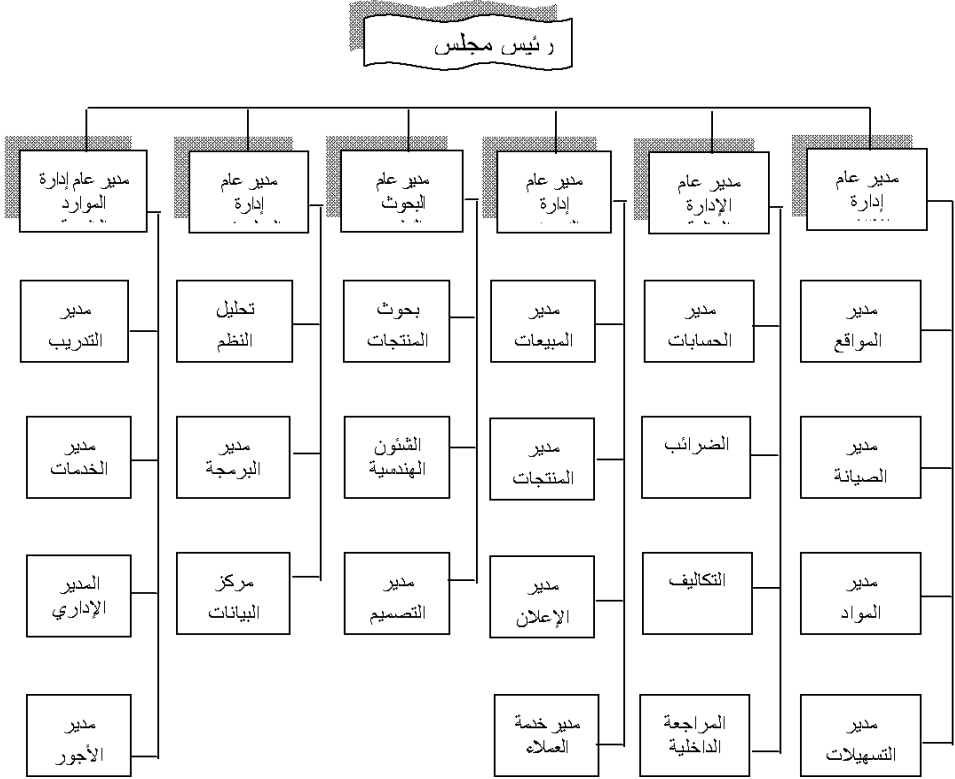 رئيس مجلس
مدير عام
إدارة
مدير عام
الإدارة
مدير عام
إدارة
مدير عام
البحوث
مدير عام
إدارة
مدير عام إدارة
الموارد
مدير
المواقع
مدير
الحسابات
مدير
المبيعات
بحوث
المنتجات
تحليل
النظم
مدير
التدريب
مدير
الصيانة
الضرائب
مدير
المنتجات
الشئون
الهندسية
مدير
البرمجة
مدير
الخدمات
مدير
المواد
التكاليف
مدير
الإعلان
مدير
التصميم
مركز
البيانات
المدير
الإداري
مدير
التسهيلات
المراجعة
الداخلية
مدير خدمة
العملاء
مدير
الأجور